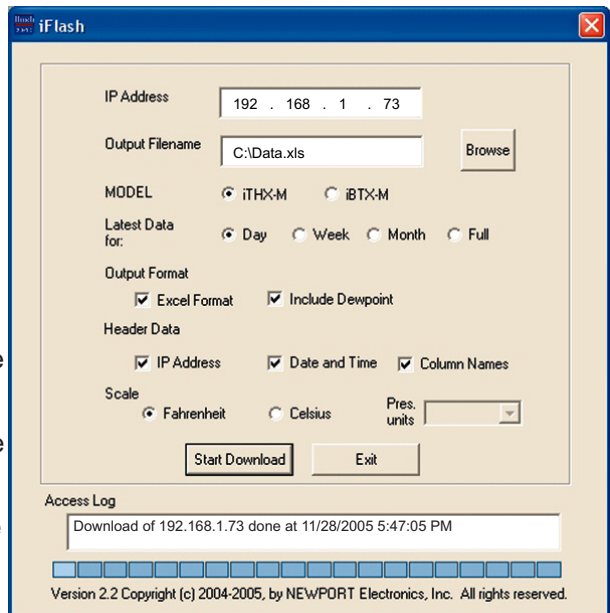 iFlash
IP Address 192 . 168 . 1 . 73
Output Filename C:\Data.xls Browse
MODEL iTHX-M iBTX-M
Latest Data
for: Day Week Month Full
Output Format
Excel Format Include Dewpoint
Header Data
e
IP Address Date and Time Column Names
Scale
Fahrenheit Celsius Pres.
units
e
Start Download Exit
Access Log
Download of 192.168.1.73 done at 11/28/2005 5:47:05 PM
Version 2.2 Copyright (c) 2004-2005, by NEWPORT Electronics, Inc. All rights reserved.